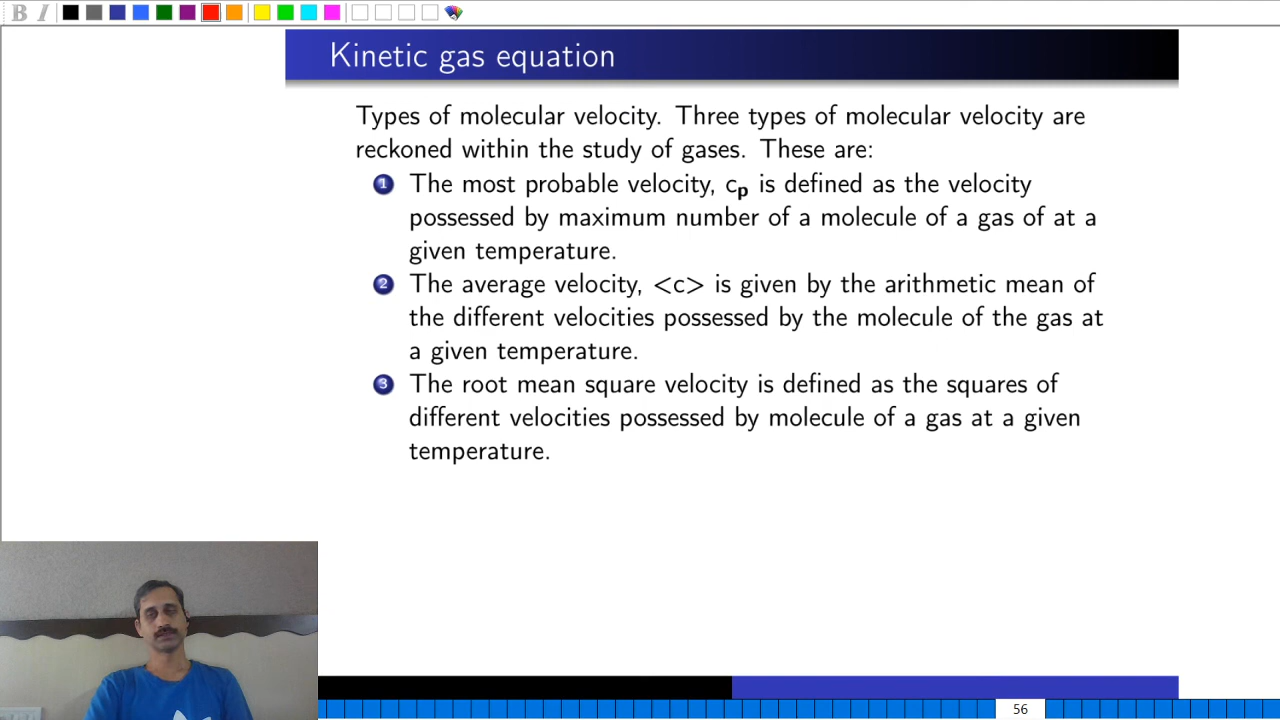 B I
Kinetic gas equation
Types of molecular velocity. Three types of molecular velocity are
reckoned within the study of gases. These are:
1 The most probable velocity, cp is defined as the velocity
possessed by maximum number of a molecule of a gas of at a
given temperature.
2 The average velocity, <c> is given by the arithmetic mean of
the different velocities possessed by the molecule of the gas at
a given temperature.
3 The root mean square velocity is defined as the squares of
different velocities possessed by molecule of a gas at a given
temperature.
56